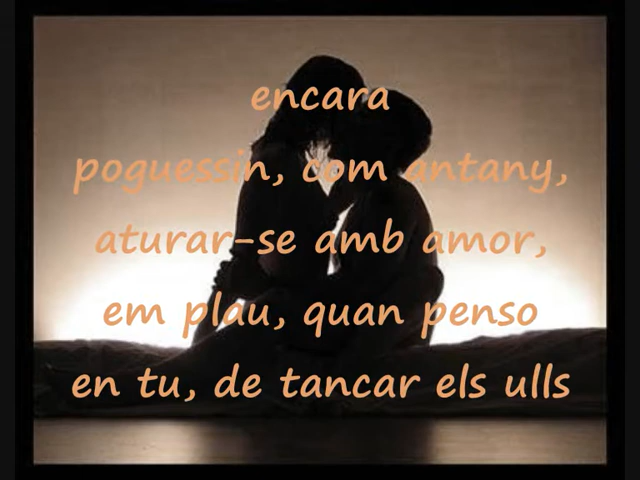 encara
poguessin, com antany,
aturar-se amb amor,
em plau, quan penso
en tu, de tancar els ulls